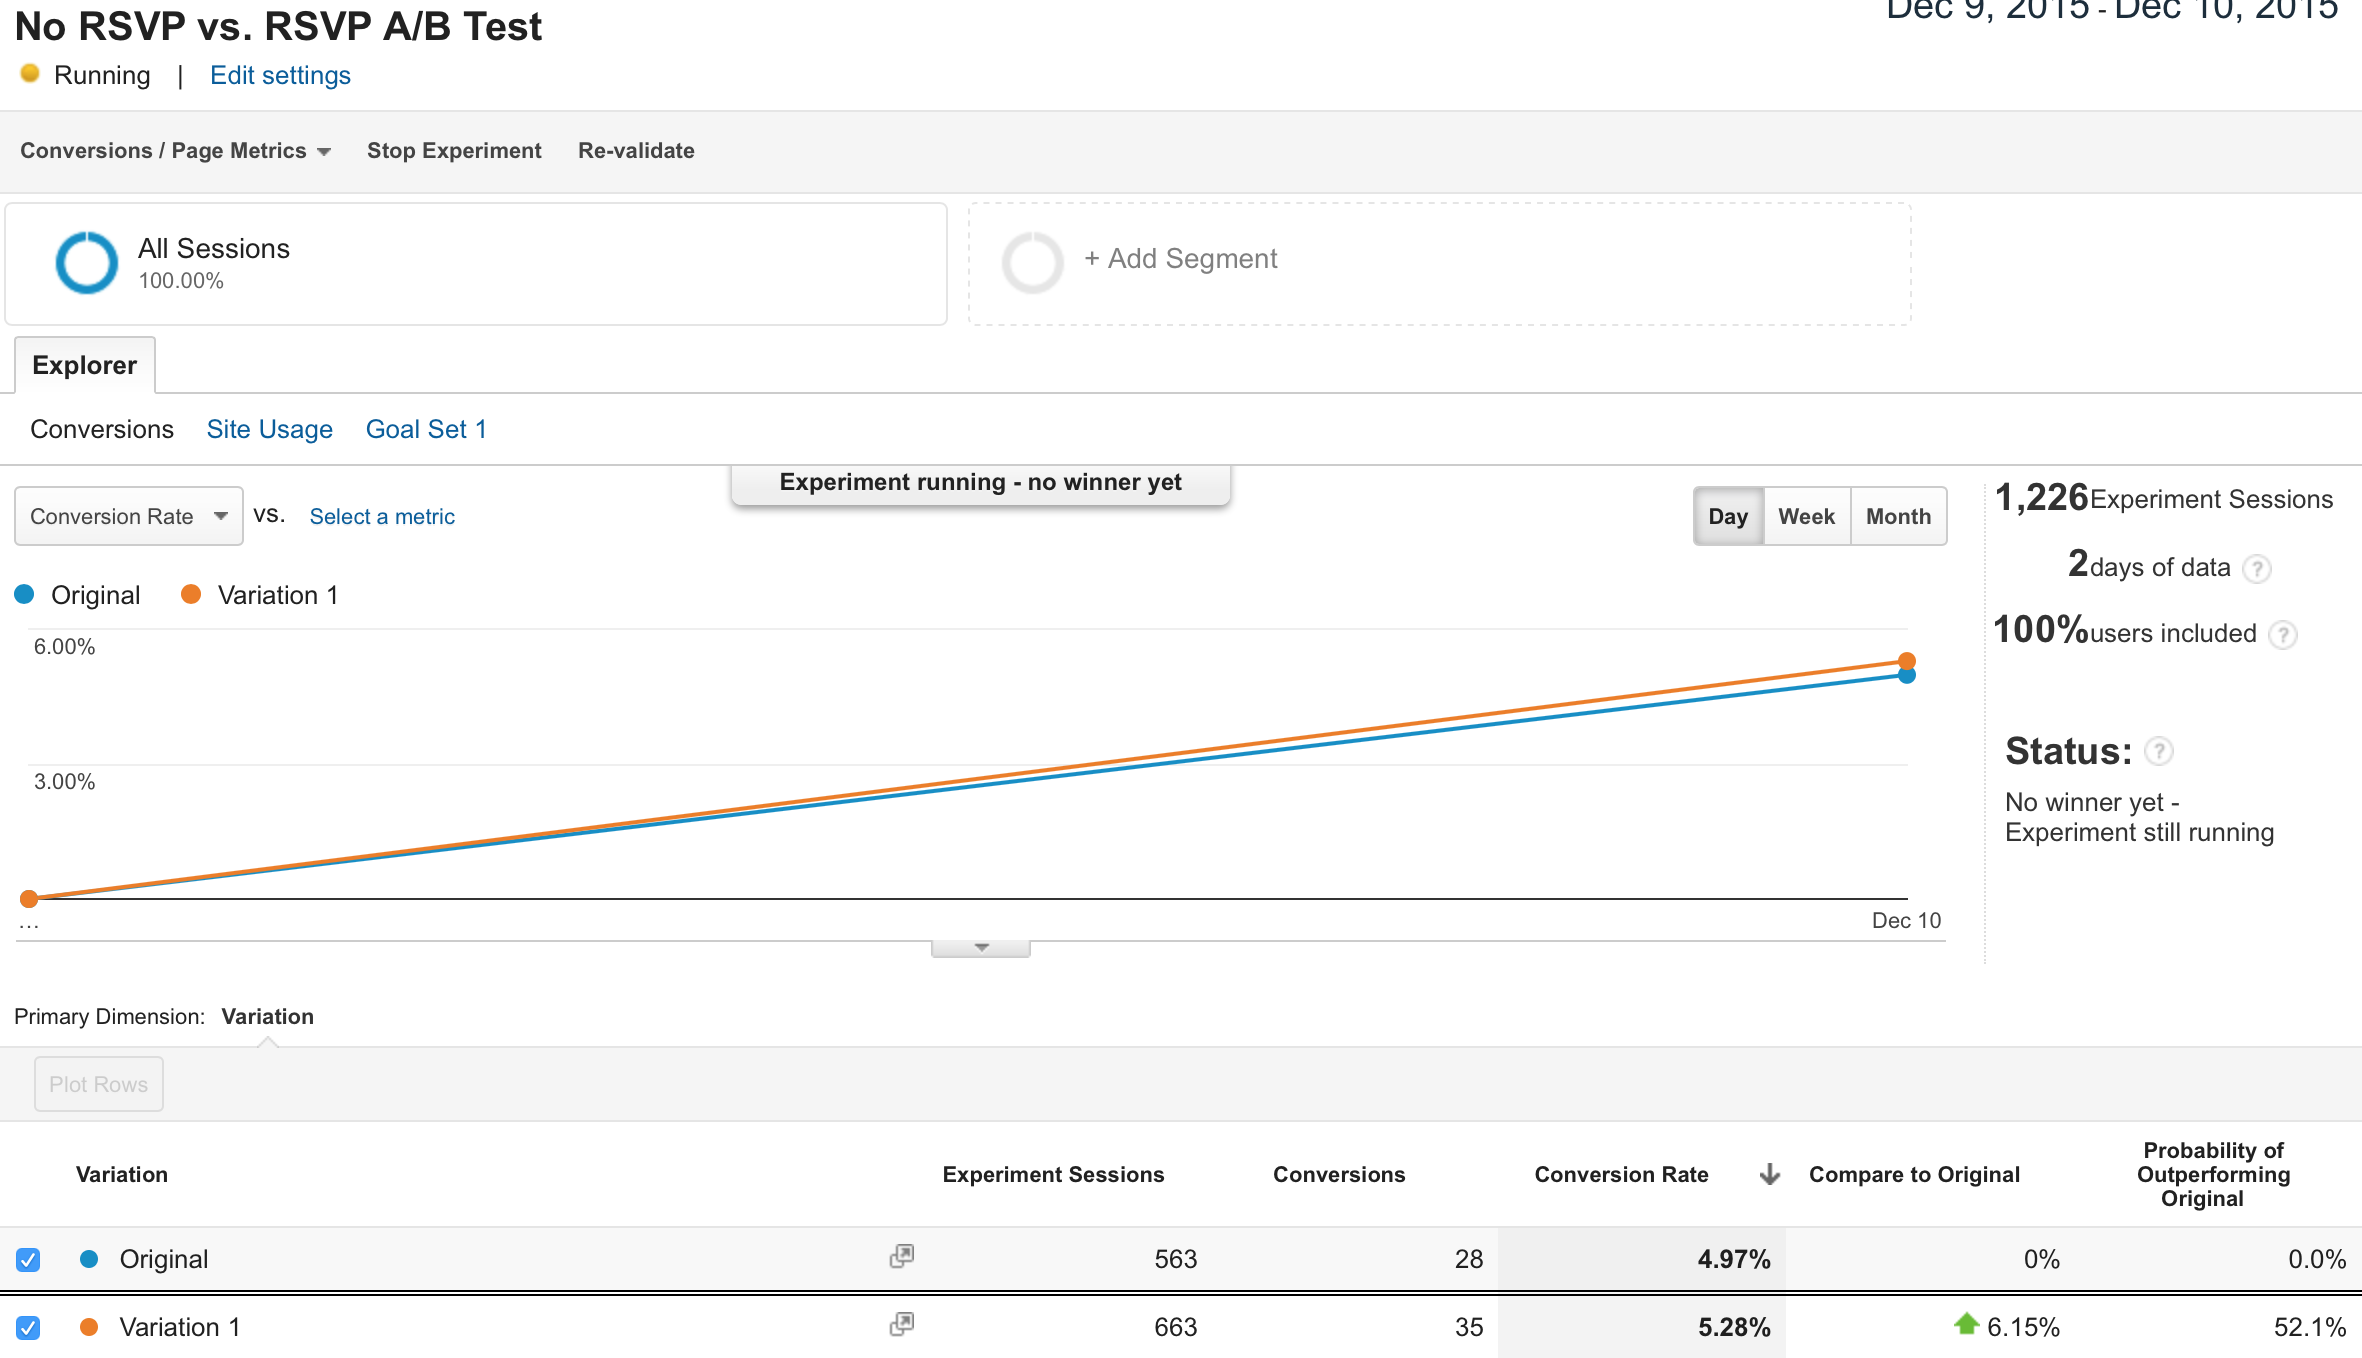 No RSVP vs. RSVP A/B Test
Dec 9, 2015 - Dec 10, 2015
Running | Edit settings
Conversions / Page Metrics Stop Experiment Re-validate
All Sessions
100.00%
+ Add Segment
Explorer
Conversions Site Usage Goal Set 1
Experiment running - no winner yet
Conversion Rate vs. Select a metric
Day Week Month
Original Variation 1
6.00%
3.00%
... Dec 10
1,226 Experiment Sessions
2 days of data ?
100% users included ?
Status: ?
No winner yet -
Experiment still running
Primary Dimension: Variation
Plot Rows
Variation Experiment Sessions Conversions Conversion Rate Compare to Original Probability of Outperforming Original
Original 563 28 4.97% 0% 0.0%
Variation 1 663 35 5.28% 6.15% 52.1%